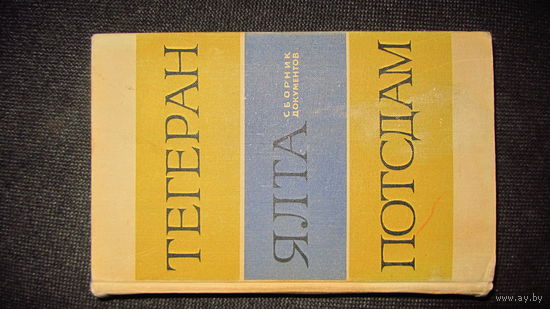 ТЕГЕРАН
ЯЛТА
СБОРНИК
ДОКУМЕНТОВ
ПОТСДАМ
© www.ay.by